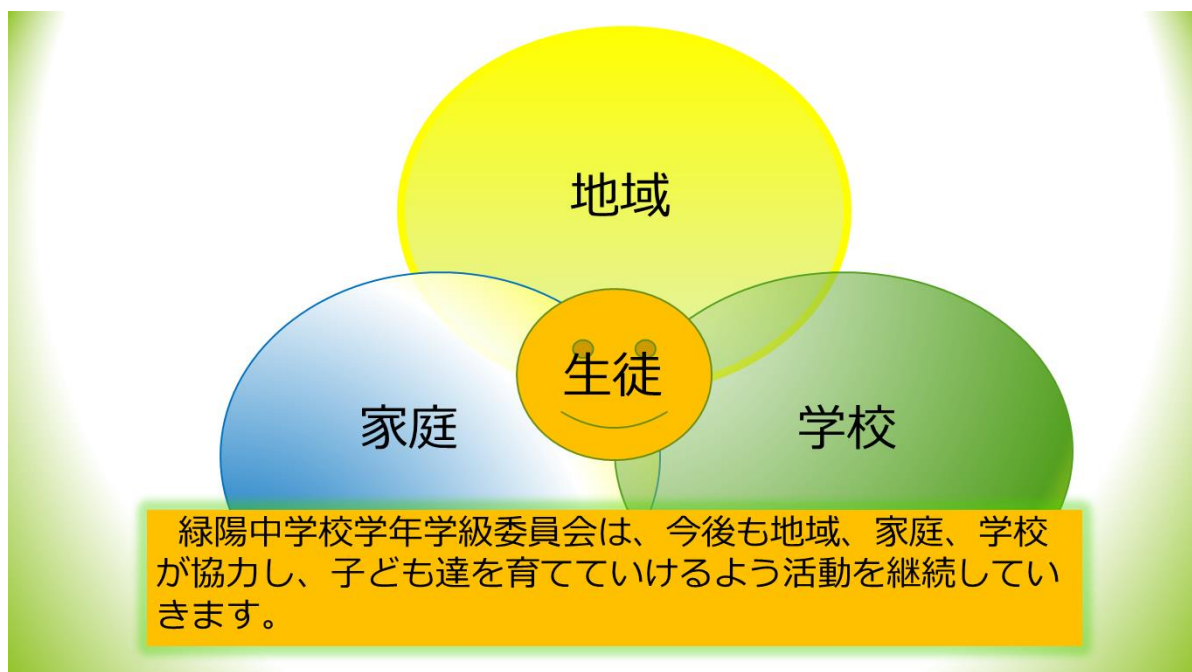 地域
生徒
家庭
学校
緑陽中学校学年学級委員会は、今後も地域、家庭、学校
が協力し、子ども達を育てていけるよう活動を継続してい
きます。